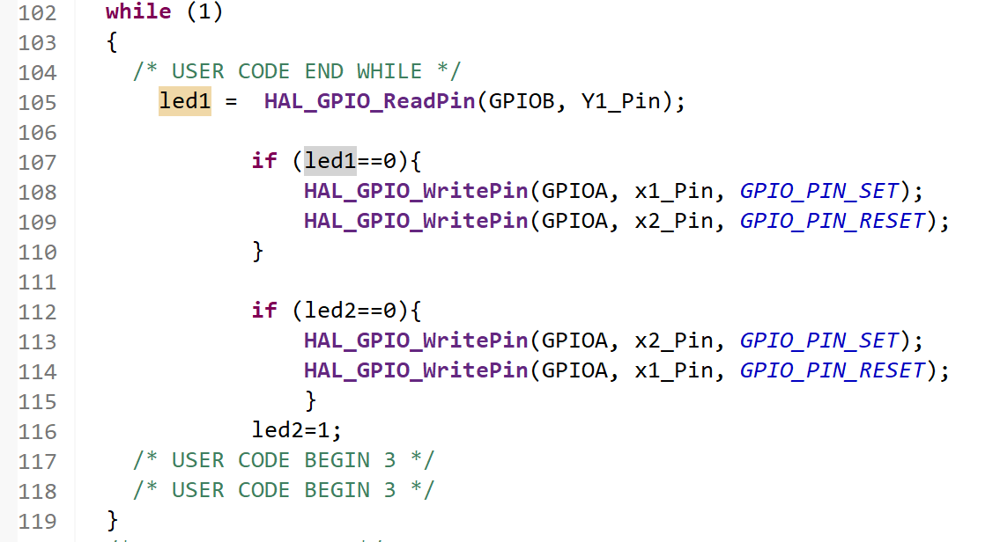 102 while (1)
103 {
104 /* USER CODE END WHILE */
105 led1 = HAL_GPIO_ReadPin(GPIOB, Y1_Pin);
106
107 if (led1==0){
108 HAL_GPIO_WritePin(GPIOA, x1_Pin, GPIO_PIN_SET);
109 HAL_GPIO_WritePin(GPIOA, x2_Pin, GPIO_PIN_RESET);
110 }
111
112 if (led2==0){
113 HAL_GPIO_WritePin(GPIOA, x2_Pin, GPIO_PIN_SET);
114 HAL_GPIO_WritePin(GPIOA, x1_Pin, GPIO_PIN_RESET);
115 }
116 led2=1;
117 /* USER CODE BEGIN 3 */
118 /* USER CODE BEGIN 3 */
119 }